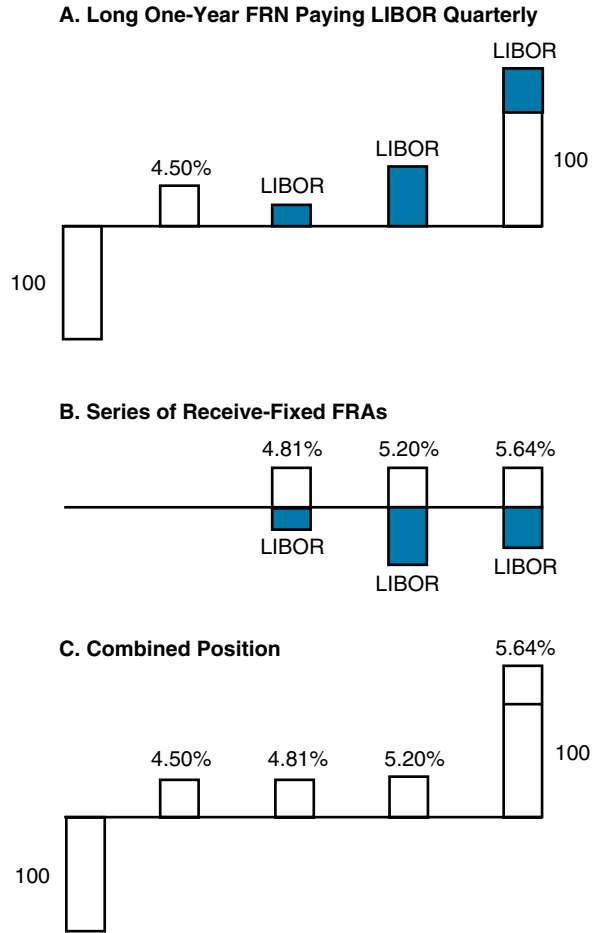 A. Long One-Year FRN Paying LIBOR Quarterly
LIBOR
LIBOR
4.50%
LIBOR
100
100
B. Series of Receive-Fixed FRAs
4.81% 5.20% 5.64%
LIBOR
LIBOR
LIBOR
C. Combined Position
5.64%
4.50% 4.81% 5.20%
100
100